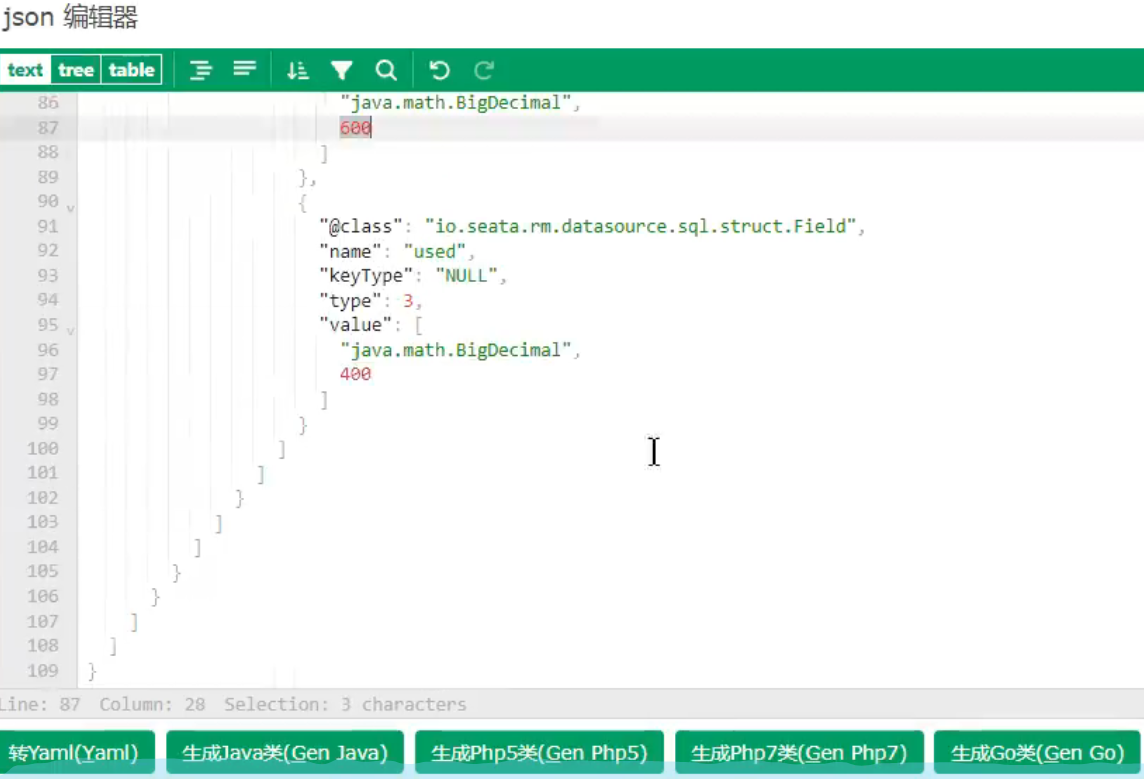 json 编辑器
text tree table
86 "java.math.BigDecimal",
87 600
88 ]
89 },
90 {
91 "@class": "io.seata.rm.datasource.sql.struct.Field",
92 "name": "used",
93 "keyType": "NULL",
94 "type": 3,
95 "value": [
96 "java.math.BigDecimal",
97 400
98 ]
99 }
100 ]
101 ]
102 }
103 ]
104 ]
105 }
106 }
107 ]
108 ]
109 }
Line: 87 Column: 28 Selection: 3 characters
转Yaml(Yaml) 生成Java类(Gen Java) 生成Php5类(Gen Php5) 生成Php7类(Gen Php7) 生成Go类(Gen Go)